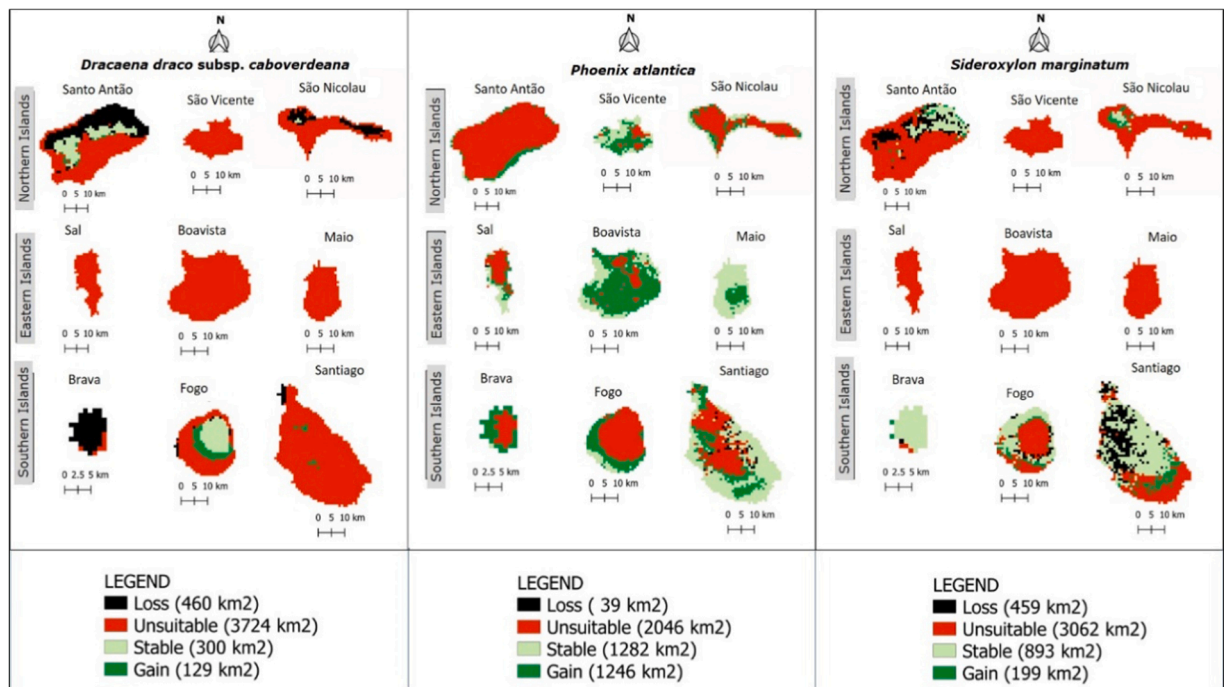 N
Dracaena draco subsp. caboverdeana
Northern Islands
Santo Antão
São Vicente
São Nicolau
0 5 10 km
0 5 10 km
0 5 10 km
Eastern Islands
Sal
Boavista
Maio
0 5 10 km
0 5 10 km
0 5 10 km
Southern Islands
Brava
Fogo
Santiago
0 2.5 5 km
0 5 10 km
0 5 10 km
LEGEND
Loss (460 km2)
Unsuitable (3724 km2)
Stable (300 km2)
Gain (129 km2)
N
Phoenix atlantica
Northern Islands
Santo Antão
São Vicente
São Nicolau
0 5 10 km
0 5 10 km
0 5 10 km
Eastern Islands
Sal
Boavista
Maio
0 5 10 km
0 5 10 km
0 5 10 km
Southern Islands
Brava
Fogo
Santiago
0 2.5 5 km
0 5 10 km
0 5 10 km
LEGEND
Loss ( 39 km2)
Unsuitable (2046 km2)
Stable (1282 km2)
Gain (1246 km2)
N
Sideroxylon marginatum
Northern Islands
Santo Antão
São Vicente
São Nicolau
0 5 10 km
0 5 10 km
0 5 10 km
Eastern Islands
Sal
Boavista
Maio
0 5 10 km
0 5 10 km
0 5 10 km
Southern Islands
Brava
Fogo
Santiago
0 2.5 5 km
0 5 10 km
0 5 10 km
LEGEND
Loss (459 km2)
Unsuitable (3062 km2)
Stable (893 km2)
Gain (199 km2)